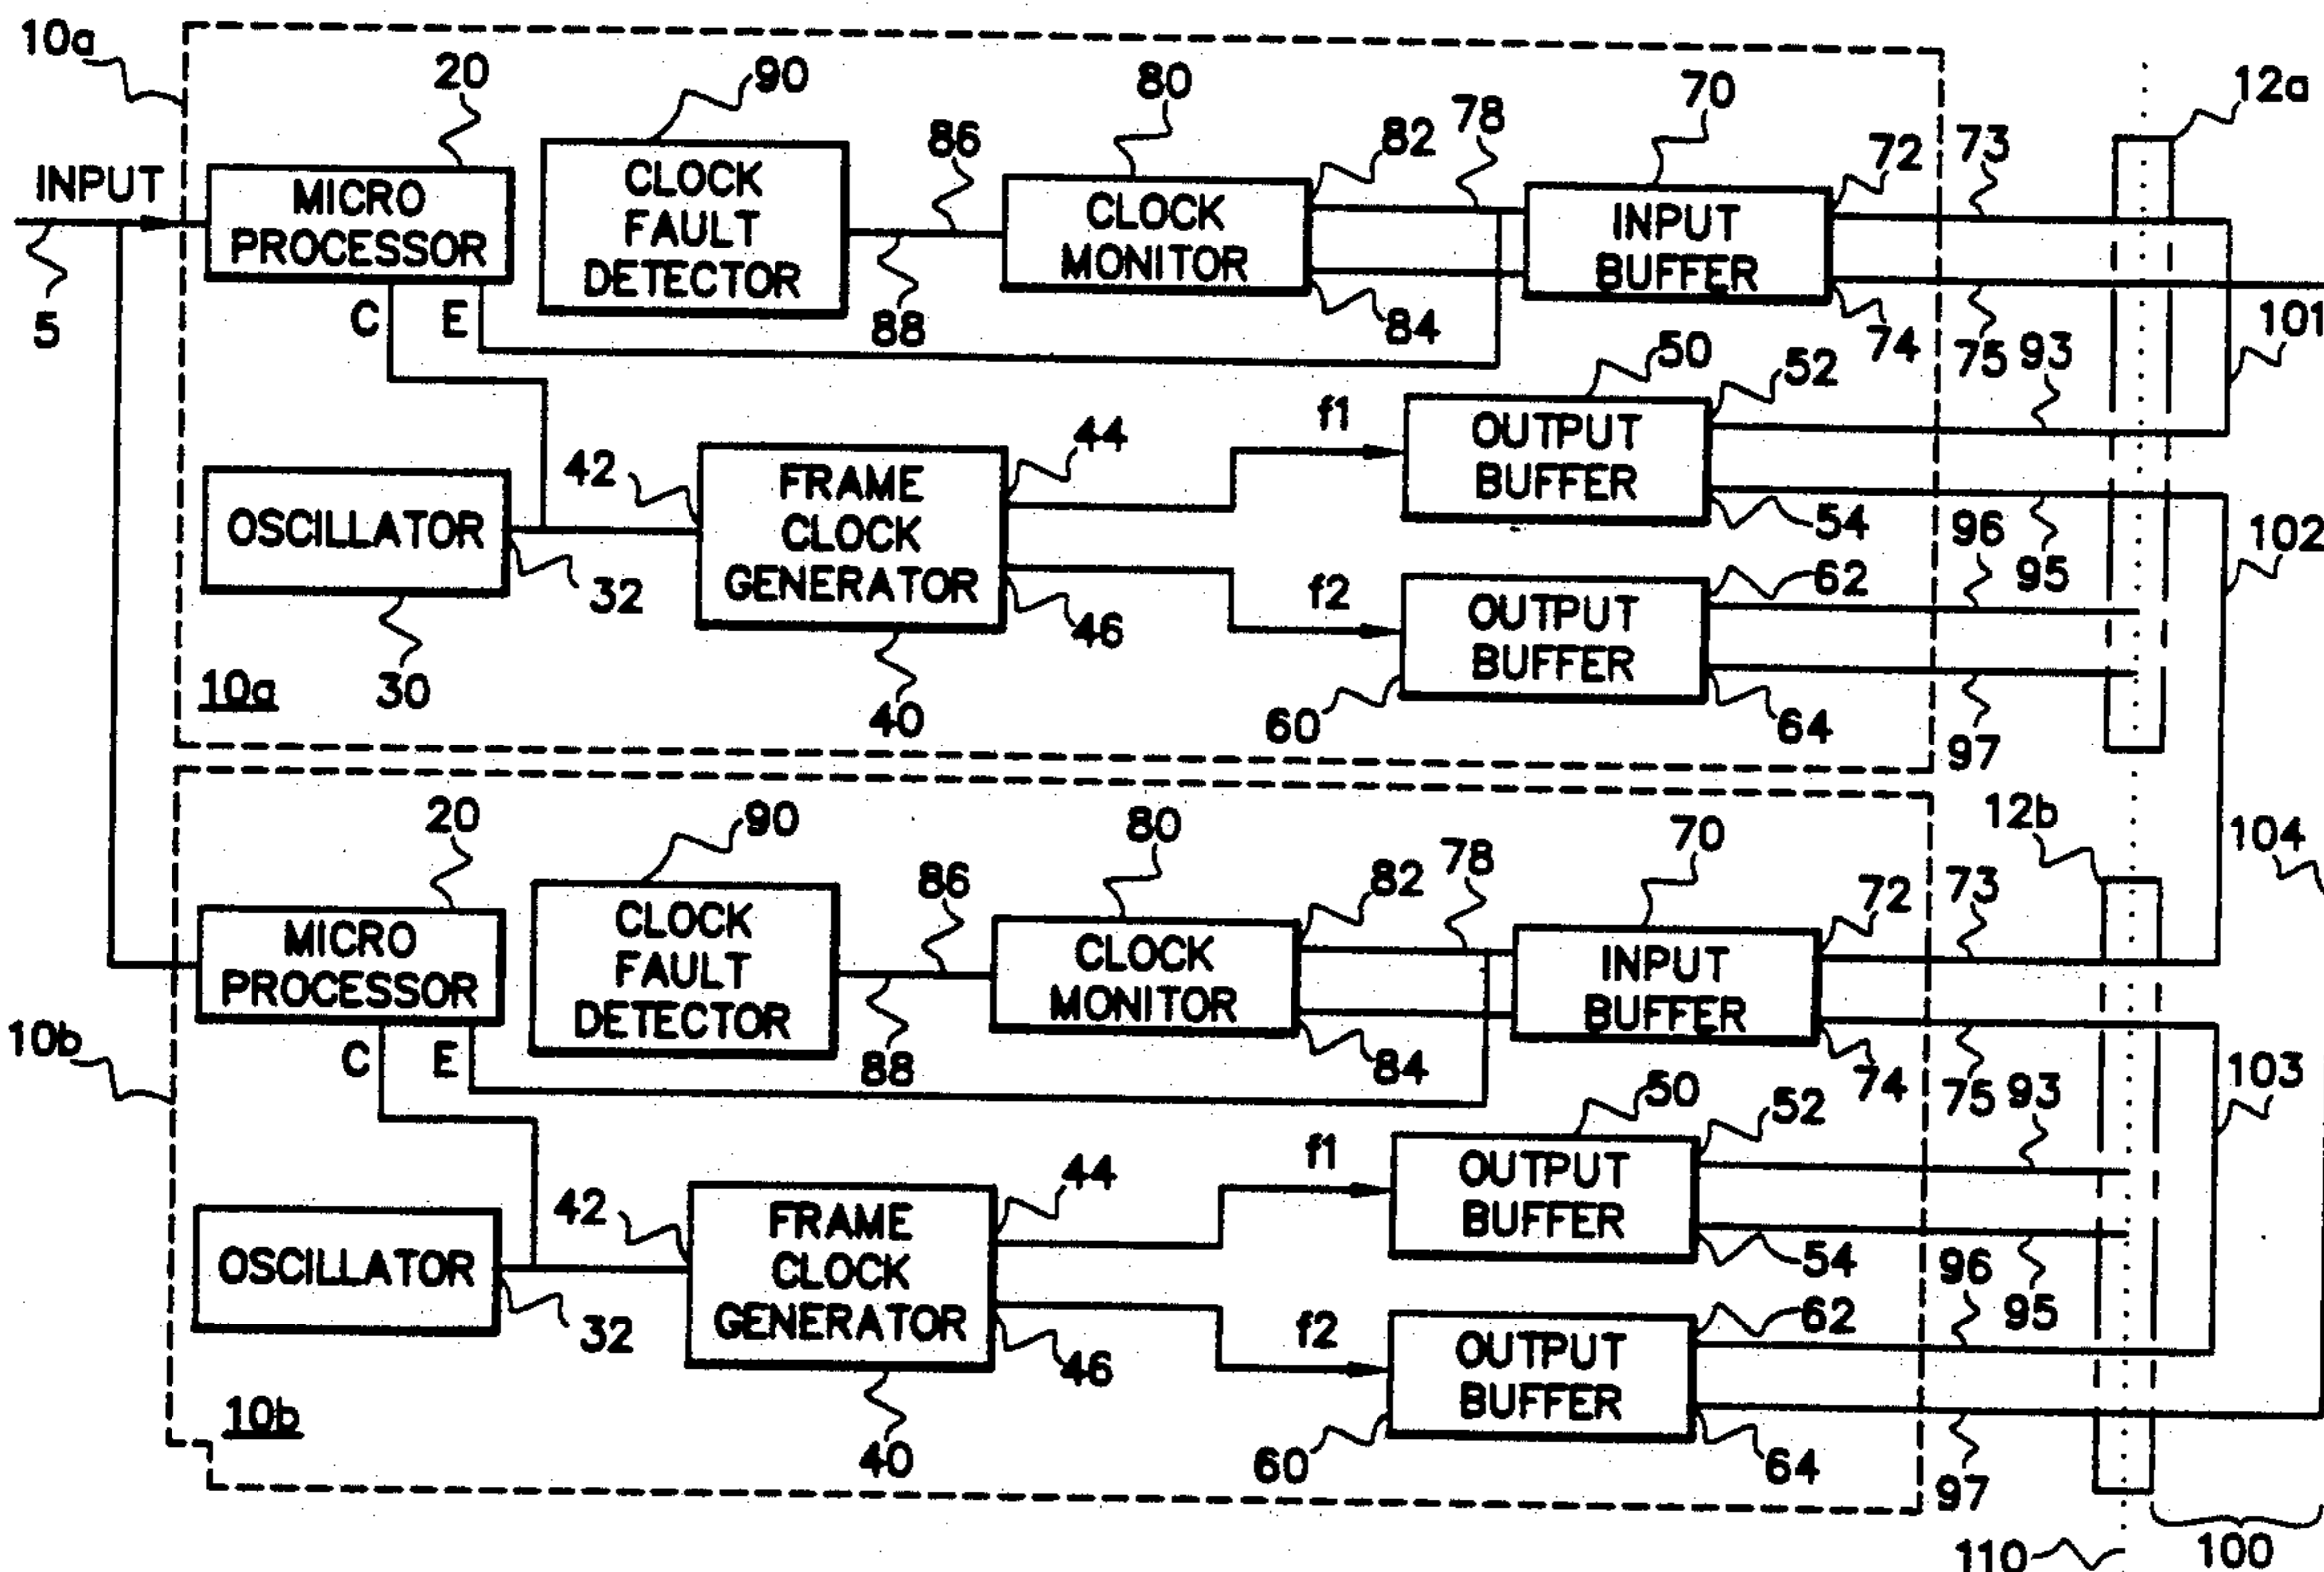 10a
20
90
80
70
12a
INPUT
MICRO
PROCESSOR
CLOCK
FAULT
DETECTOR
86
CLOCK
MONITOR
82
78
INPUT
BUFFER
72
73
5
C
E
88
84
74
75
93
101
50
52
f1
OUTPUT
BUFFER
42
44
FRAME
CLOCK
GENERATOR
OSCILLATOR
32
54
96
95
102
62
f2
OUTPUT
BUFFER
46
10a
30
40
60
64
97
20
90
80
70
12b
104
MICRO
PROCESSOR
CLOCK
FAULT
DETECTOR
86
CLOCK
MONITOR
82
78
INPUT
BUFFER
72
73
10b
C
E
88
84
74
75
93
103
50
52
f1
OUTPUT
BUFFER
42
44
FRAME
CLOCK
GENERATOR
OSCILLATOR
32
54
96
95
62
f2
OUTPUT
BUFFER
46
10b
40
60
64
97
110
100